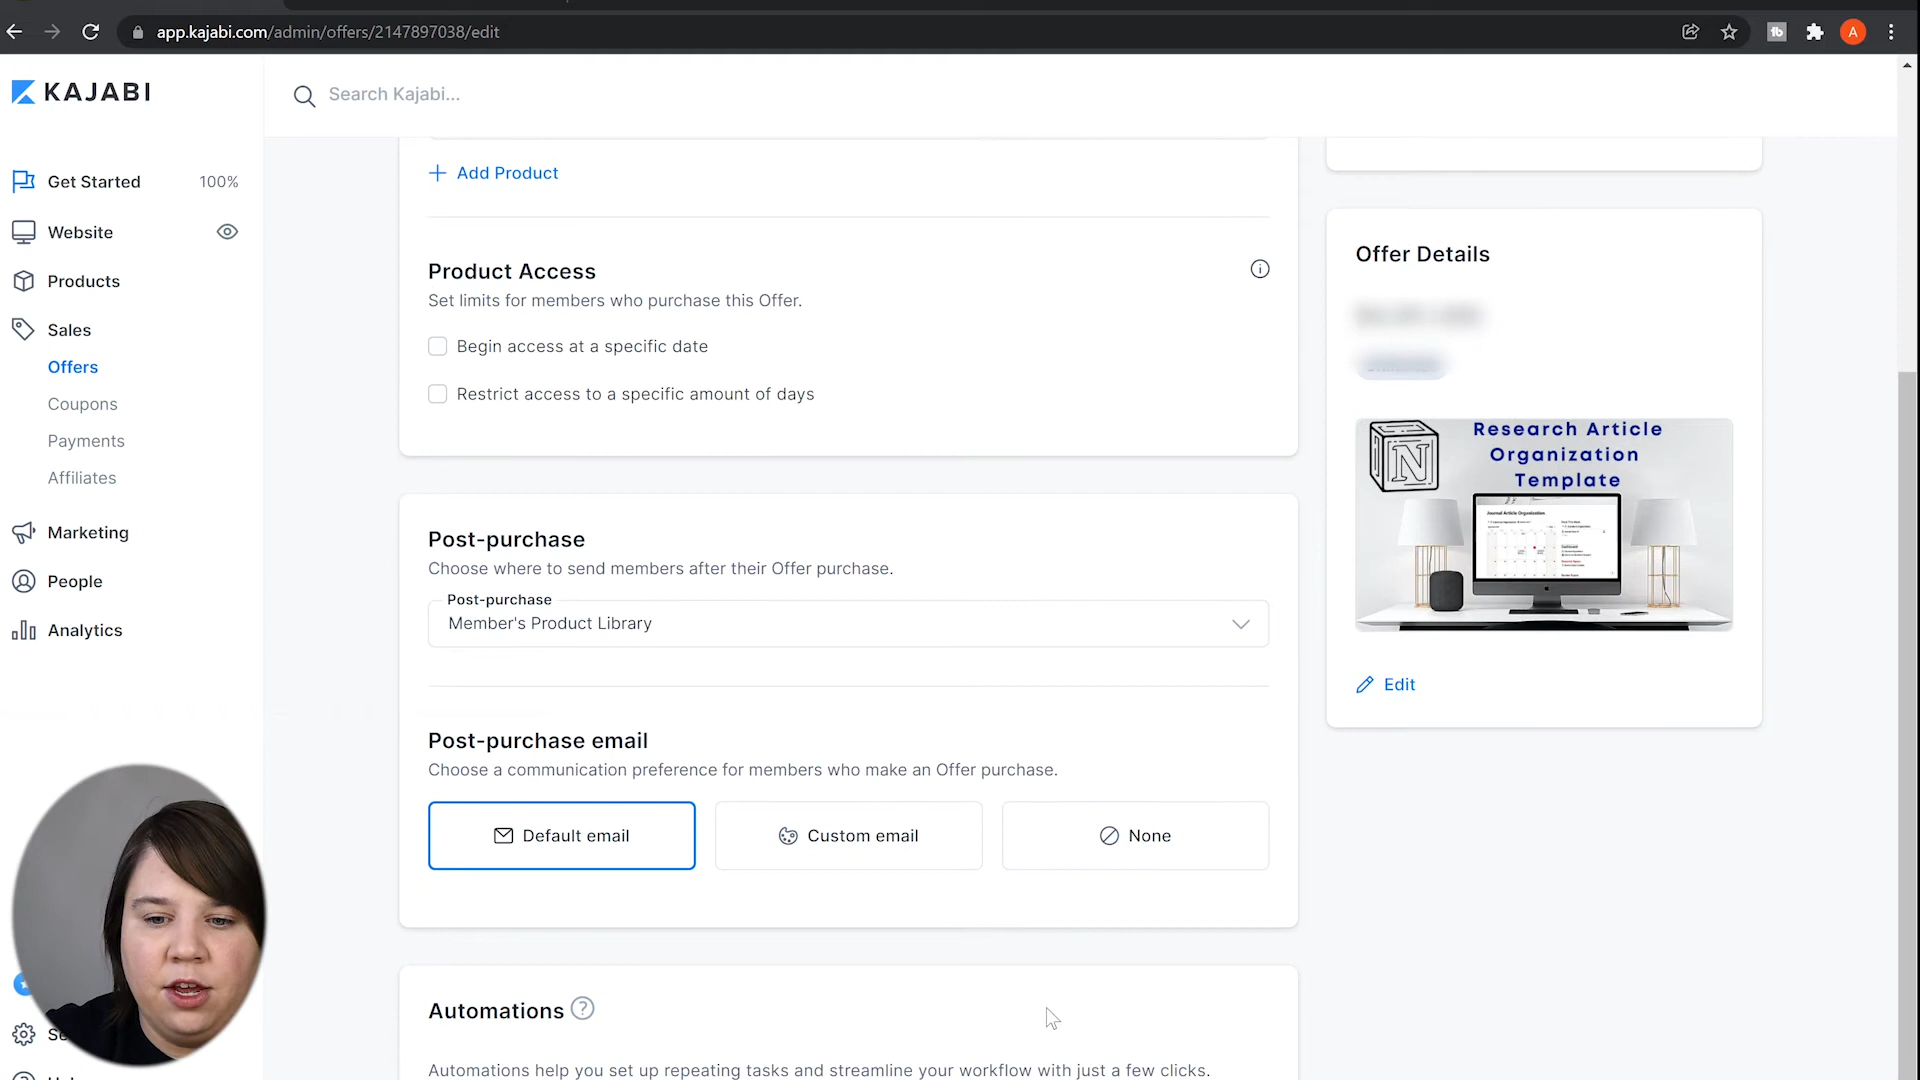 app.kajabi.com/admin/offers/2147897038/edit
A
KAJABI
Search Kajabi...
Get Started 100%
Website
Products
Sales
Offers
Coupons
Payments
Affiliates
Marketing
People
Analytics
Add Product
Product Access
Set limits for members who purchase this Offer.
Begin access at a specific date
Restrict access to a specific amount of days
Post-purchase
Choose where to send members after their Offer purchase.
Post-purchase
Member's Product Library
Post-purchase email
Choose a communication preference for members who make an Offer purchase.
Default email
Custom email
None
Automations
Automations help you set up repeating tasks and streamline your workflow with just a few clicks.
Offer Details
N
Research Article
Organization
Template
Journal Article Organization
Edit